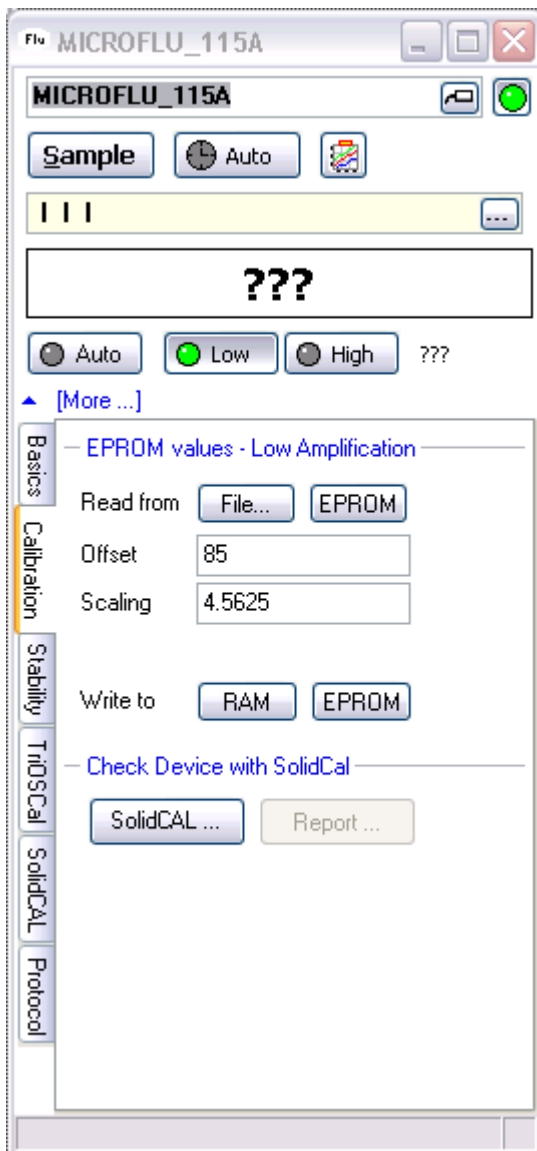 Flu MICROFLU_115A
MICROFLU_115A
Sample Auto
I I I ...
???
Auto Low High ???
[More ...]
Basics
Calibration
Stability
TriOSCal
SolidCAL
Protocol
EPROM values - Low Amplification
Read from File... EPROM
Offset 85
Scaling 4.5625
Write to RAM EPROM
Check Device with SolidCal
SolidCAL ... Report ...